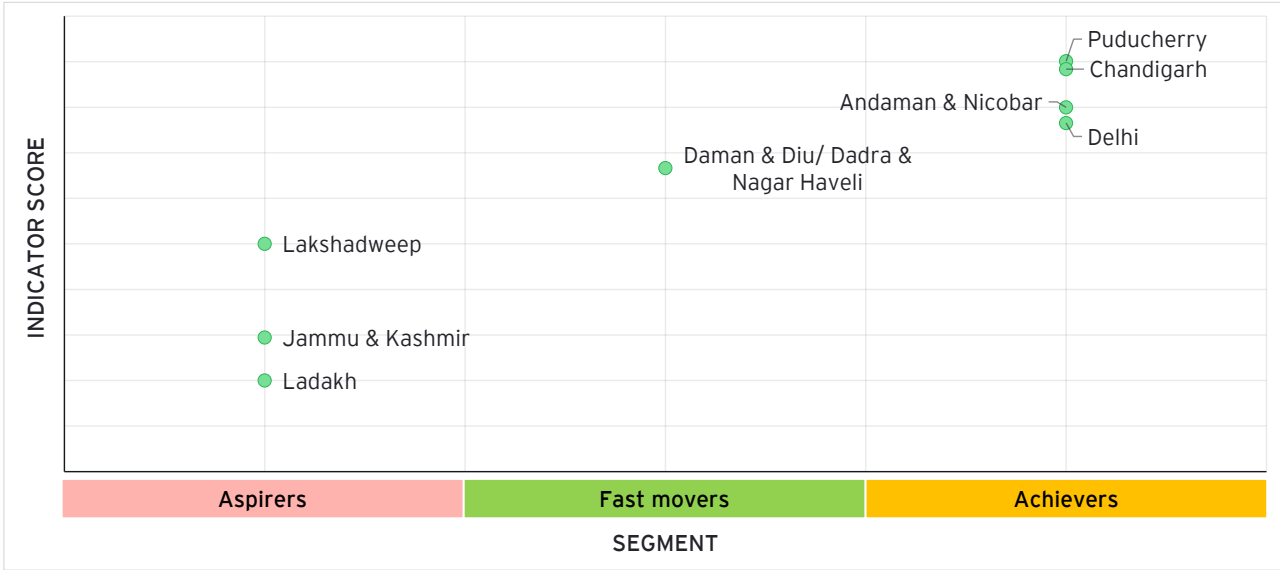 Puducherry
Chandigarh
Andaman & Nicobar
Delhi
Daman & Diu/ Dadra &
Nagar Haveli
Lakshadweep
Jammu & Kashmir
Ladakh
INDICATOR SCORE
Aspirers
Fast movers
Achievers
SEGMENT